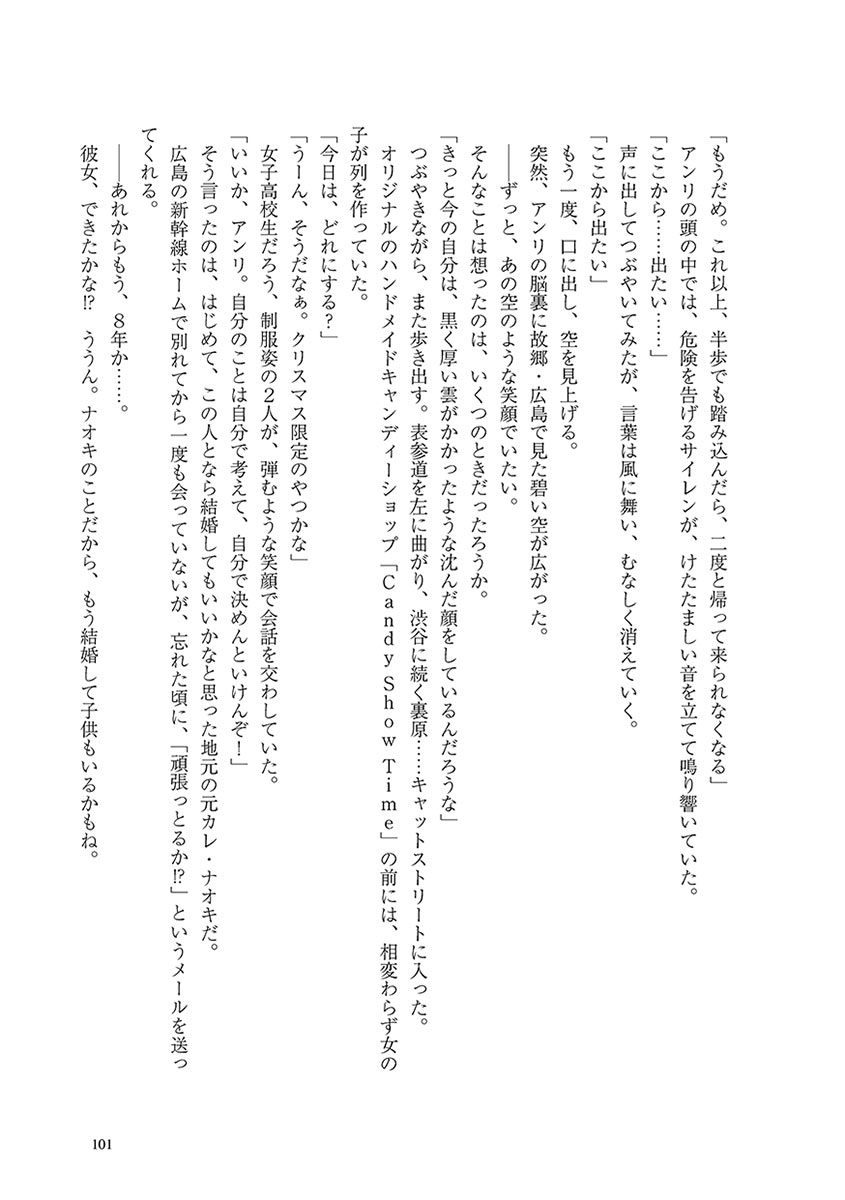 「もうだめ。これ以上、半歩でも踏み込んだら、二度と帰って来られなくなる」
アンリの頭の中では、危険を告げるサイレンが、けたたましい音を立てて鳴り響いていた。
「ここから……出たい……」
声に出してつぶやいてみたが、言葉は風に舞い、むなしく消えていく。
「ここから出たい」
もう一度、口に出し、空を見上げる。
突然、アンリの脳裏に故郷・広島で見た碧い空が広がった。
――ずっと、あの空のような笑顔でいたい。
そんなことは想ったのは、いくつのときだったろうか。
「きっと今の自分は、黒く厚い雲がかかったような沈んだ顔をしているんだろうな」
つぶやきながら、また歩き出す。表参道を左に曲がり、渋谷に続く裏原……キャットストリートに入った。
オリジナルのハンドメイドキャンディーショップ「Candy Show Time」の前には、相変わらず女の
子が列を作っていた。
「今日は、どれにする?」
「うーん、そうだなぁ。クリスマス限定のやつかな」
女子高校生だろう、制服姿の2人が、弾むような笑顔で会話を交わしていた。
「いいか、アンリ。自分のことは自分で考えて、自分で決めんといけんぞ!」
そう言ったのは、はじめて、この人となら結婚してもいいかなと思った地元の元カレ・ナオキだ。
広島の新幹線ホームで別れてから一度も会っていないが、忘れた頃に、「頑張っとるか!?」というメールを送っ
てくれる。
――あれからもう、8年か……。
彼女、できたかな!? ううん。ナオキのことだから、もう結婚して子供もいるかもね。
101